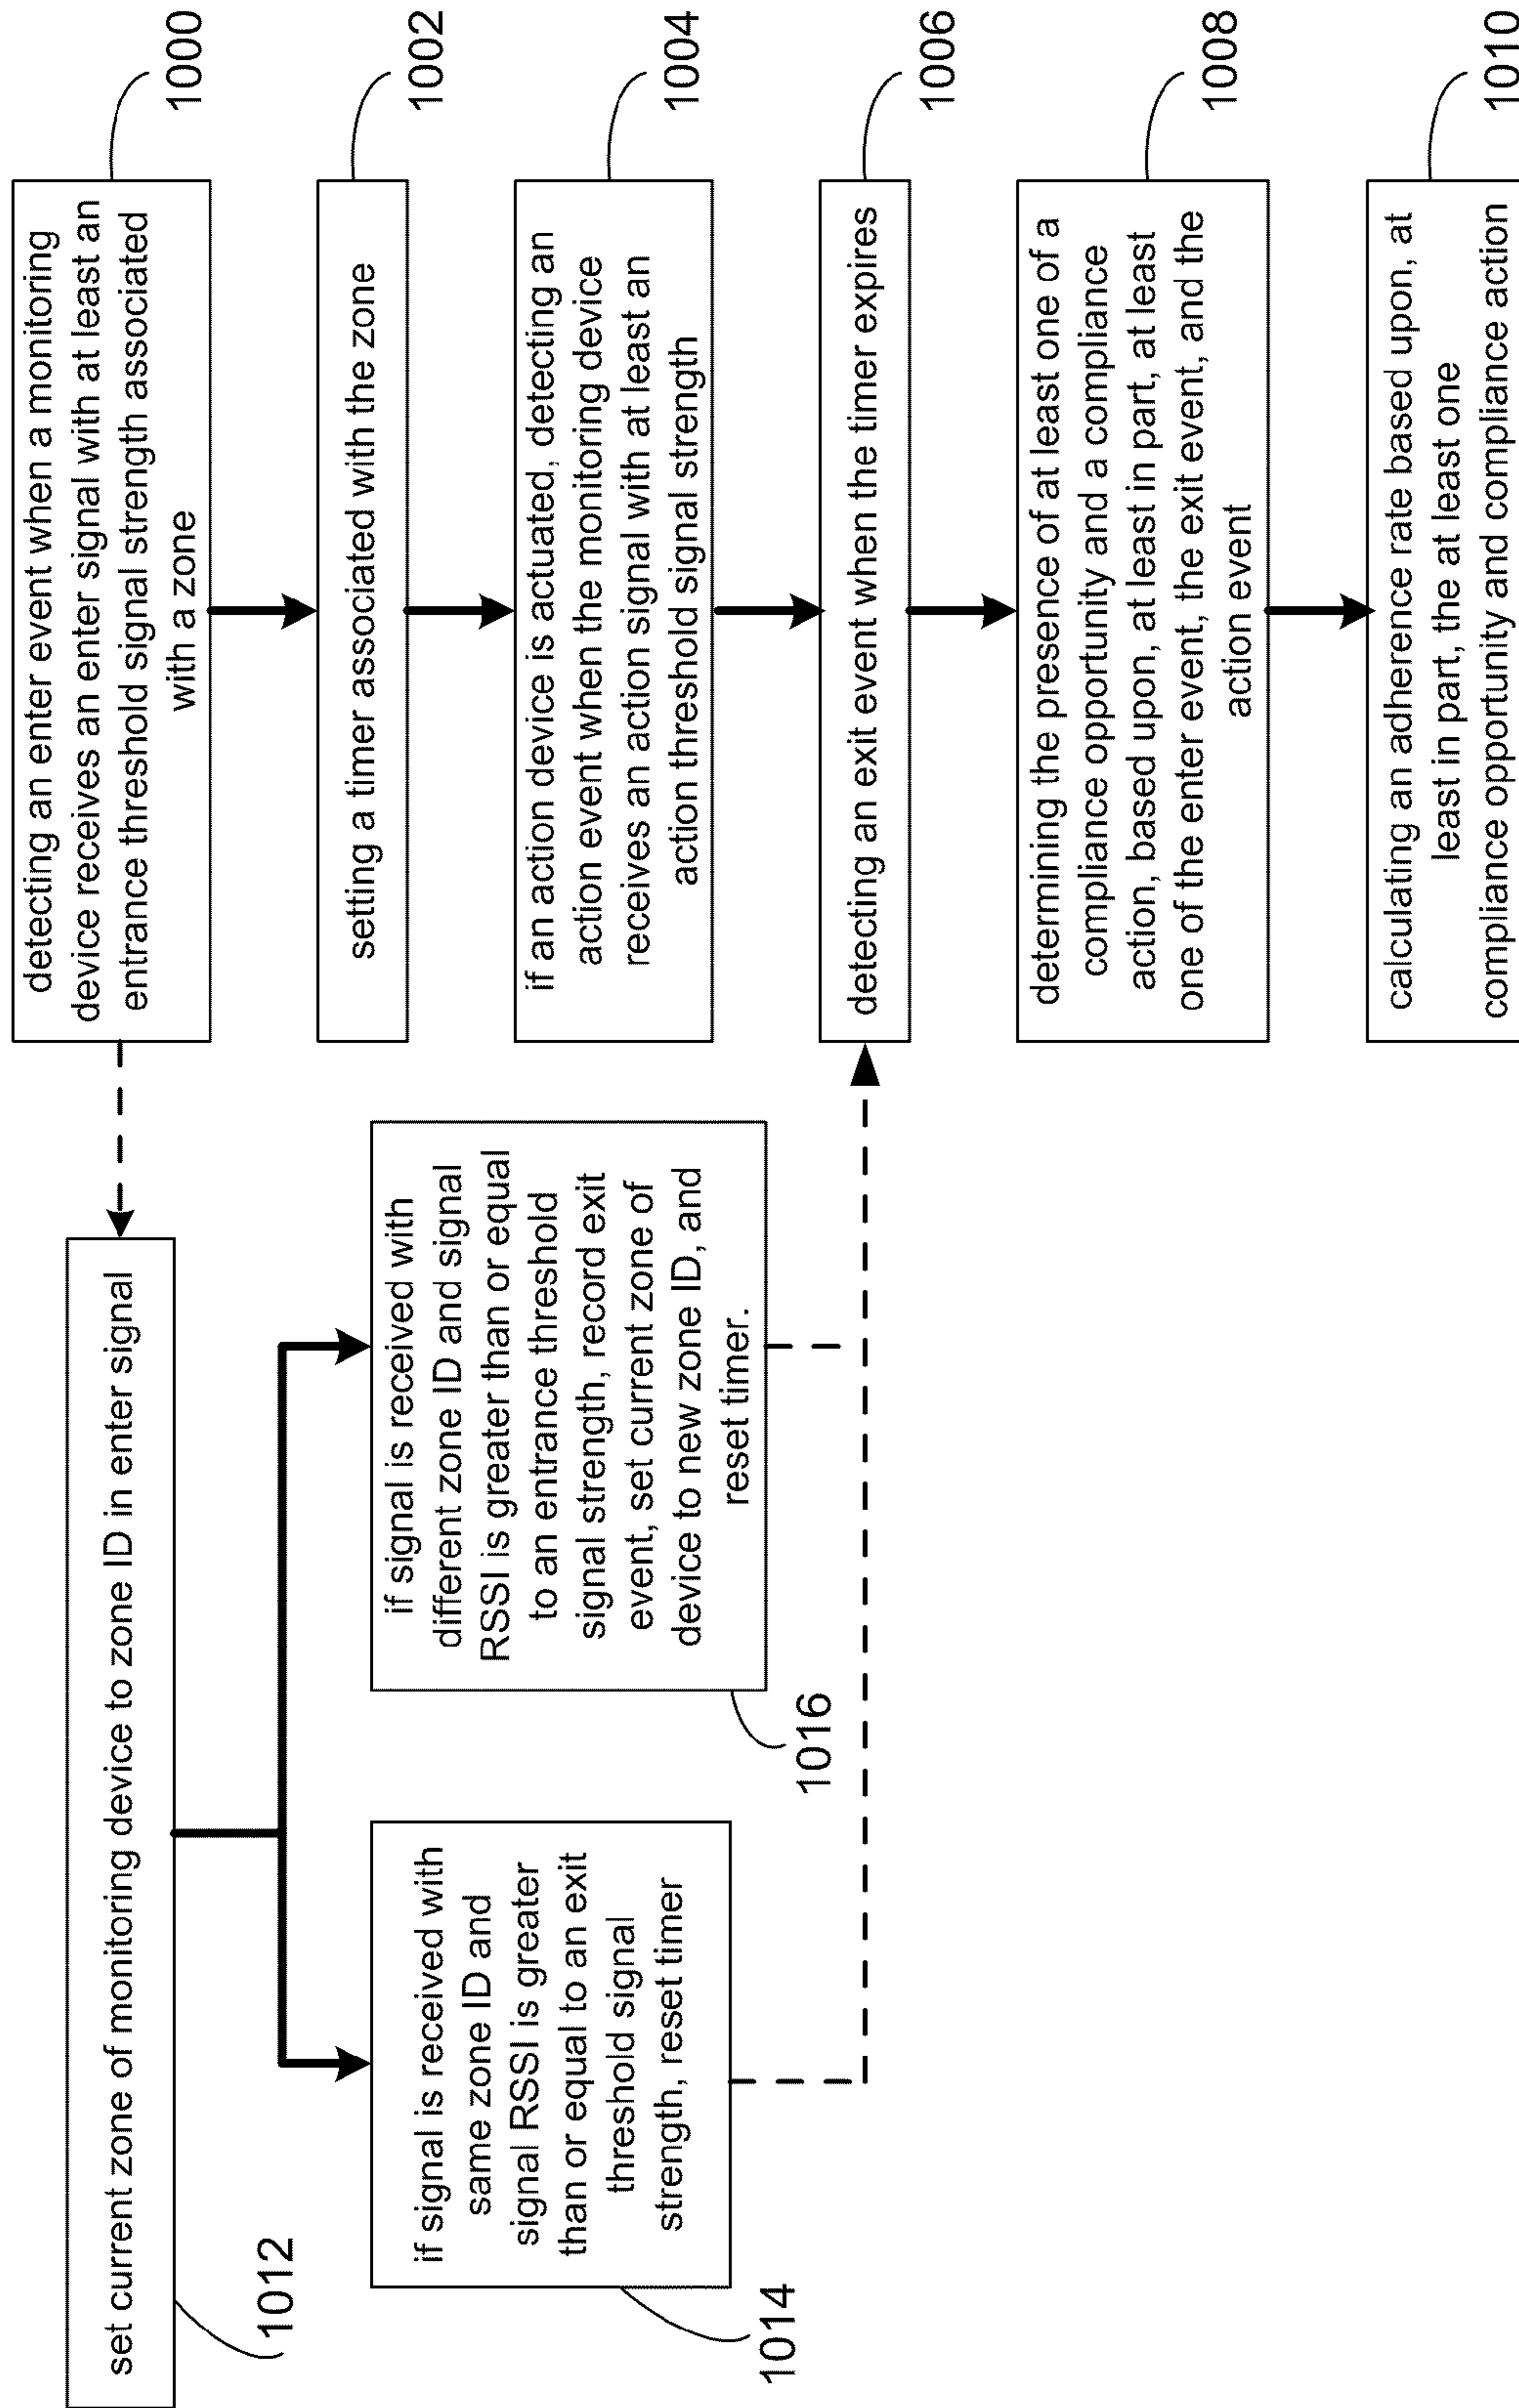 detecting an enter event when a monitoring
device receives an enter signal with at least an
entrance threshold signal strength associated
with a zone
1000
setting a timer associated with the zone
1002
if an action device is actuated, detecting an
action event when the monitoring device
receives an action signal with at least an
action threshold signal strength
1004
detecting an exit event when the timer expires
1006
determining the presence of at least one of a
compliance opportunity and a compliance
action, based upon, at least in part, at least
one of the enter event, the exit event, and the
action event
1008
calculating an adherence rate based upon, at
least in part, the at least one
compliance opportunity and compliance action
1010
set current zone of monitoring device to zone ID in enter signal
1012
if signal is received with
same zone ID and
signal RSSI is greater
than or equal to an exit
threshold signal
strength, reset timer
1014
if signal is received with
different zone ID and signal
RSSI is greater than or equal
to an entrance threshold
signal strength, record exit
event, set current zone of
device to new zone ID, and
reset timer.
1016